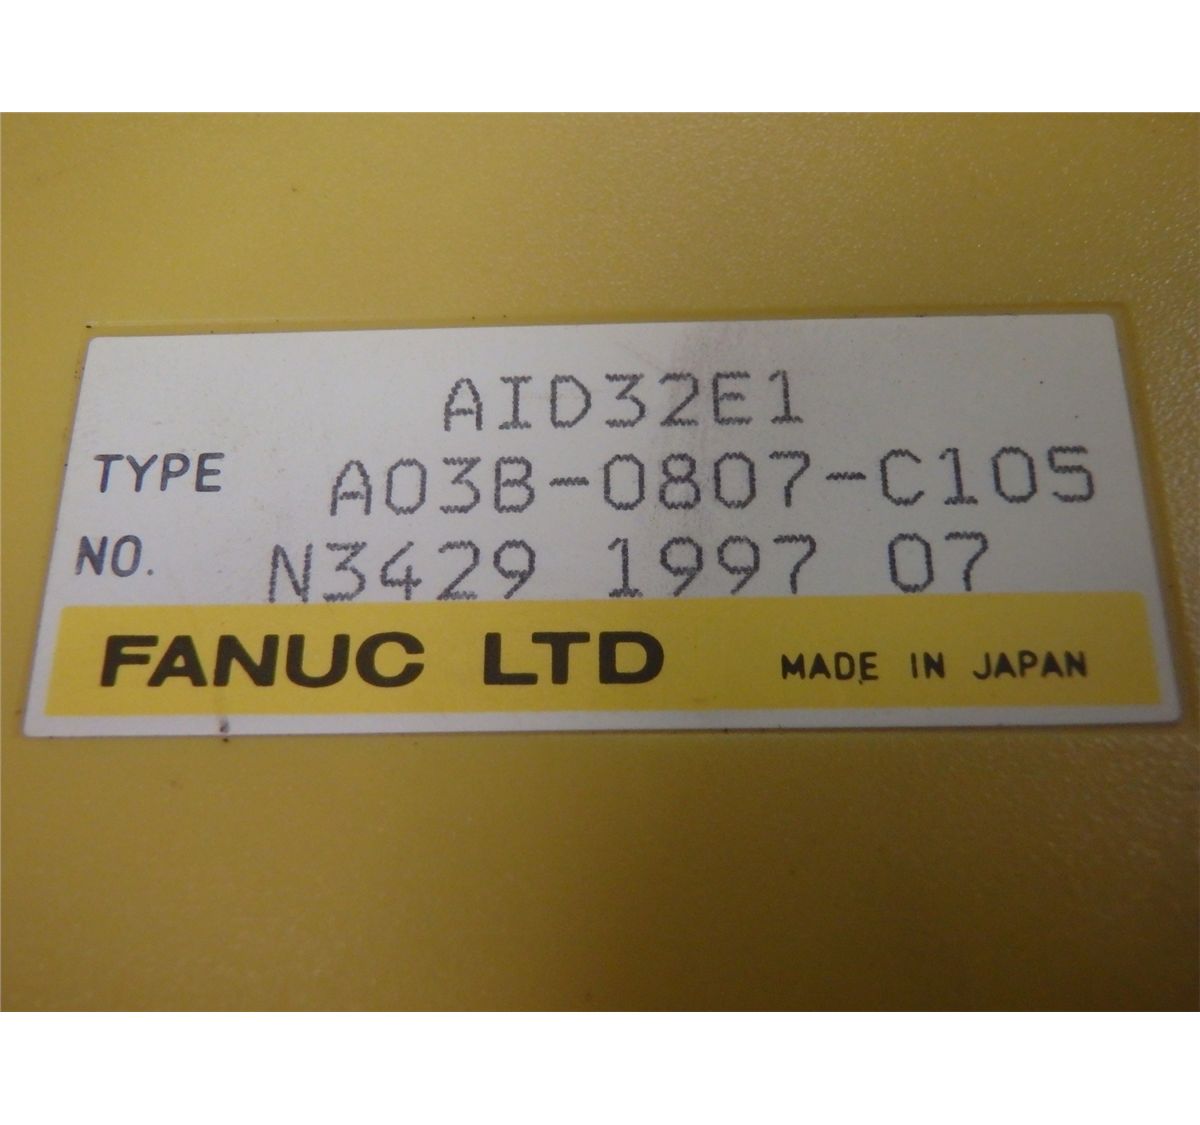 AID32E1
TYPE A03B-0807-C105
NO. N3429 1997 07
FANUC LTD MADE IN JAPAN